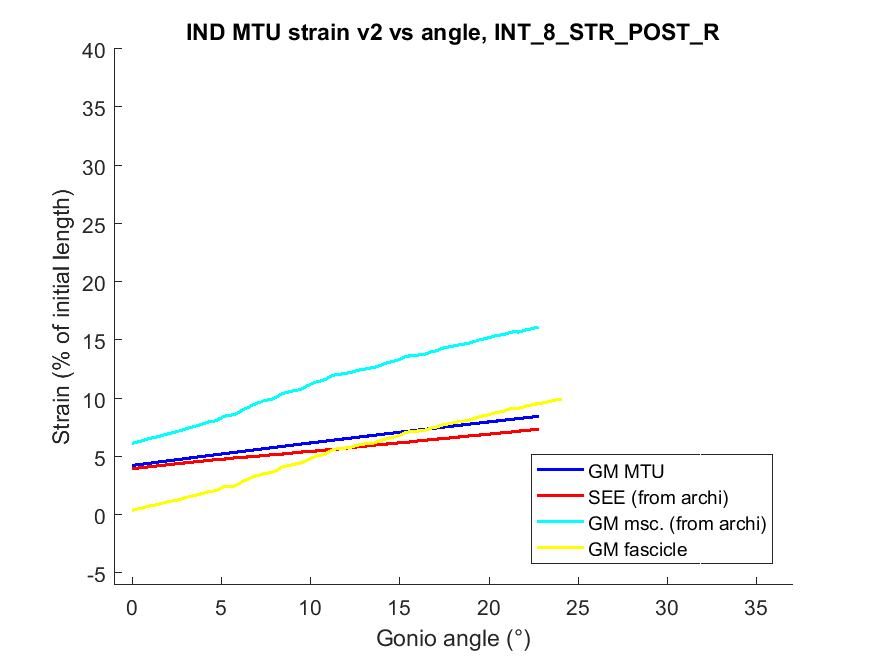 IND MTU strain v2 vs angle, INT_8_STR_POST_R
Strain (% of initial length)
40
35
30
25
20
15
10
5
0
-5
0 5 10 15 20 25 30 35
Gonio angle (°)
GM MTU
SEE (from archi)
GM msc. (from archi)
GM fascicle